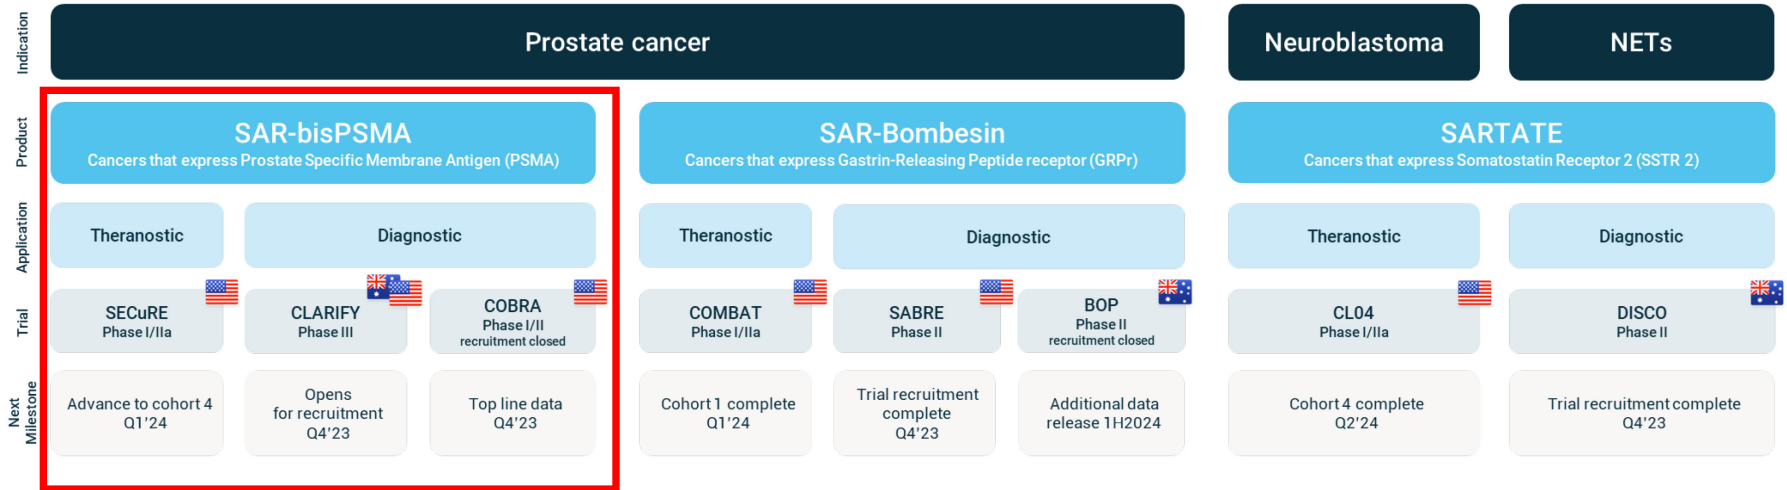 Indication
Prostate cancer
Neuroblastoma
NETs
Product
SAR-bisPSMA
Cancers that express Prostate Specific Membrane Antigen (PSMA)
SAR-Bombesin
Cancers that express Gastrin-Releasing Peptide receptor (GRPr)
SARTATE
Cancers that express Somatostatin Receptor 2 (SSTR 2)
Application
Theranostic
Diagnostic
Theranostic
Diagnostic
Theranostic
Diagnostic
Trial
SECuRE
Phase I/IIa
CLARIFY
Phase III
COBRA
Phase I/II
recruitment closed
COMBAT
Phase I/IIa
SABRE
Phase II
BOP
Phase II
recruitment closed
CL04
Phase I/IIa
DISCO
Phase II
Next
Milestone
Advance to cohort 4
Q1'24
Opens
for recruitment
Q4'23
Top line data
Q4'23
Cohort 1 complete
Q1'24
Trial recruitment
complete
Q4'23
Additional data
release 1H2024
Cohort 4 complete
Q2'24
Trial recruitment complete
Q4'23